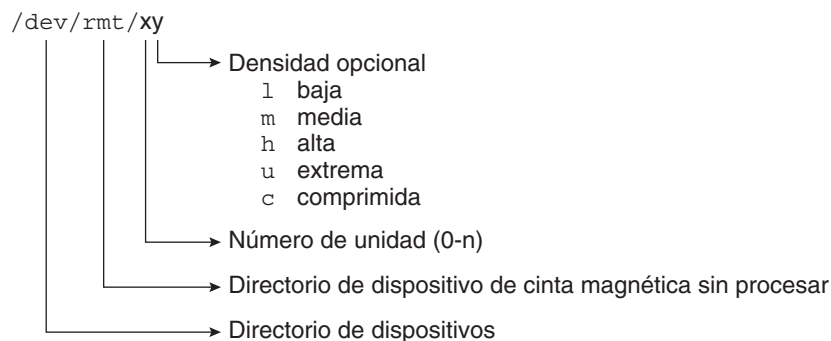 /dev/rmt/xy
Densidad opcional
l baja
m media
h alta
u extrema
c comprimida
Número de unidad (0-n)
Directorio de dispositivo de cinta magnética sin procesar
Directorio de dispositivos